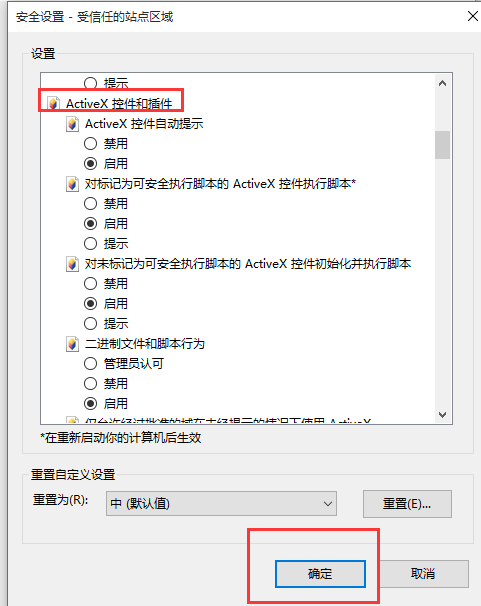 安全设置 - 受信任的站点区域
设置
提示
ActiveX 控件和插件
ActiveX 控件自动提示
禁用
启用
对标记为可安全执行脚本的 ActiveX 控件执行脚本*
禁用
启用
提示
对未标记为可安全执行脚本的 ActiveX 控件初始化并执行脚本
禁用
启用
提示
二进制文件和脚本行为
管理员认可
禁用
启用
仅允许经过批准的域在未经提示的情况下使用 ActiveX
*在重新启动你的计算机后生效
重置自定义设置
重置为(R):
中 (默认值)
重置(E)...
确定
取消